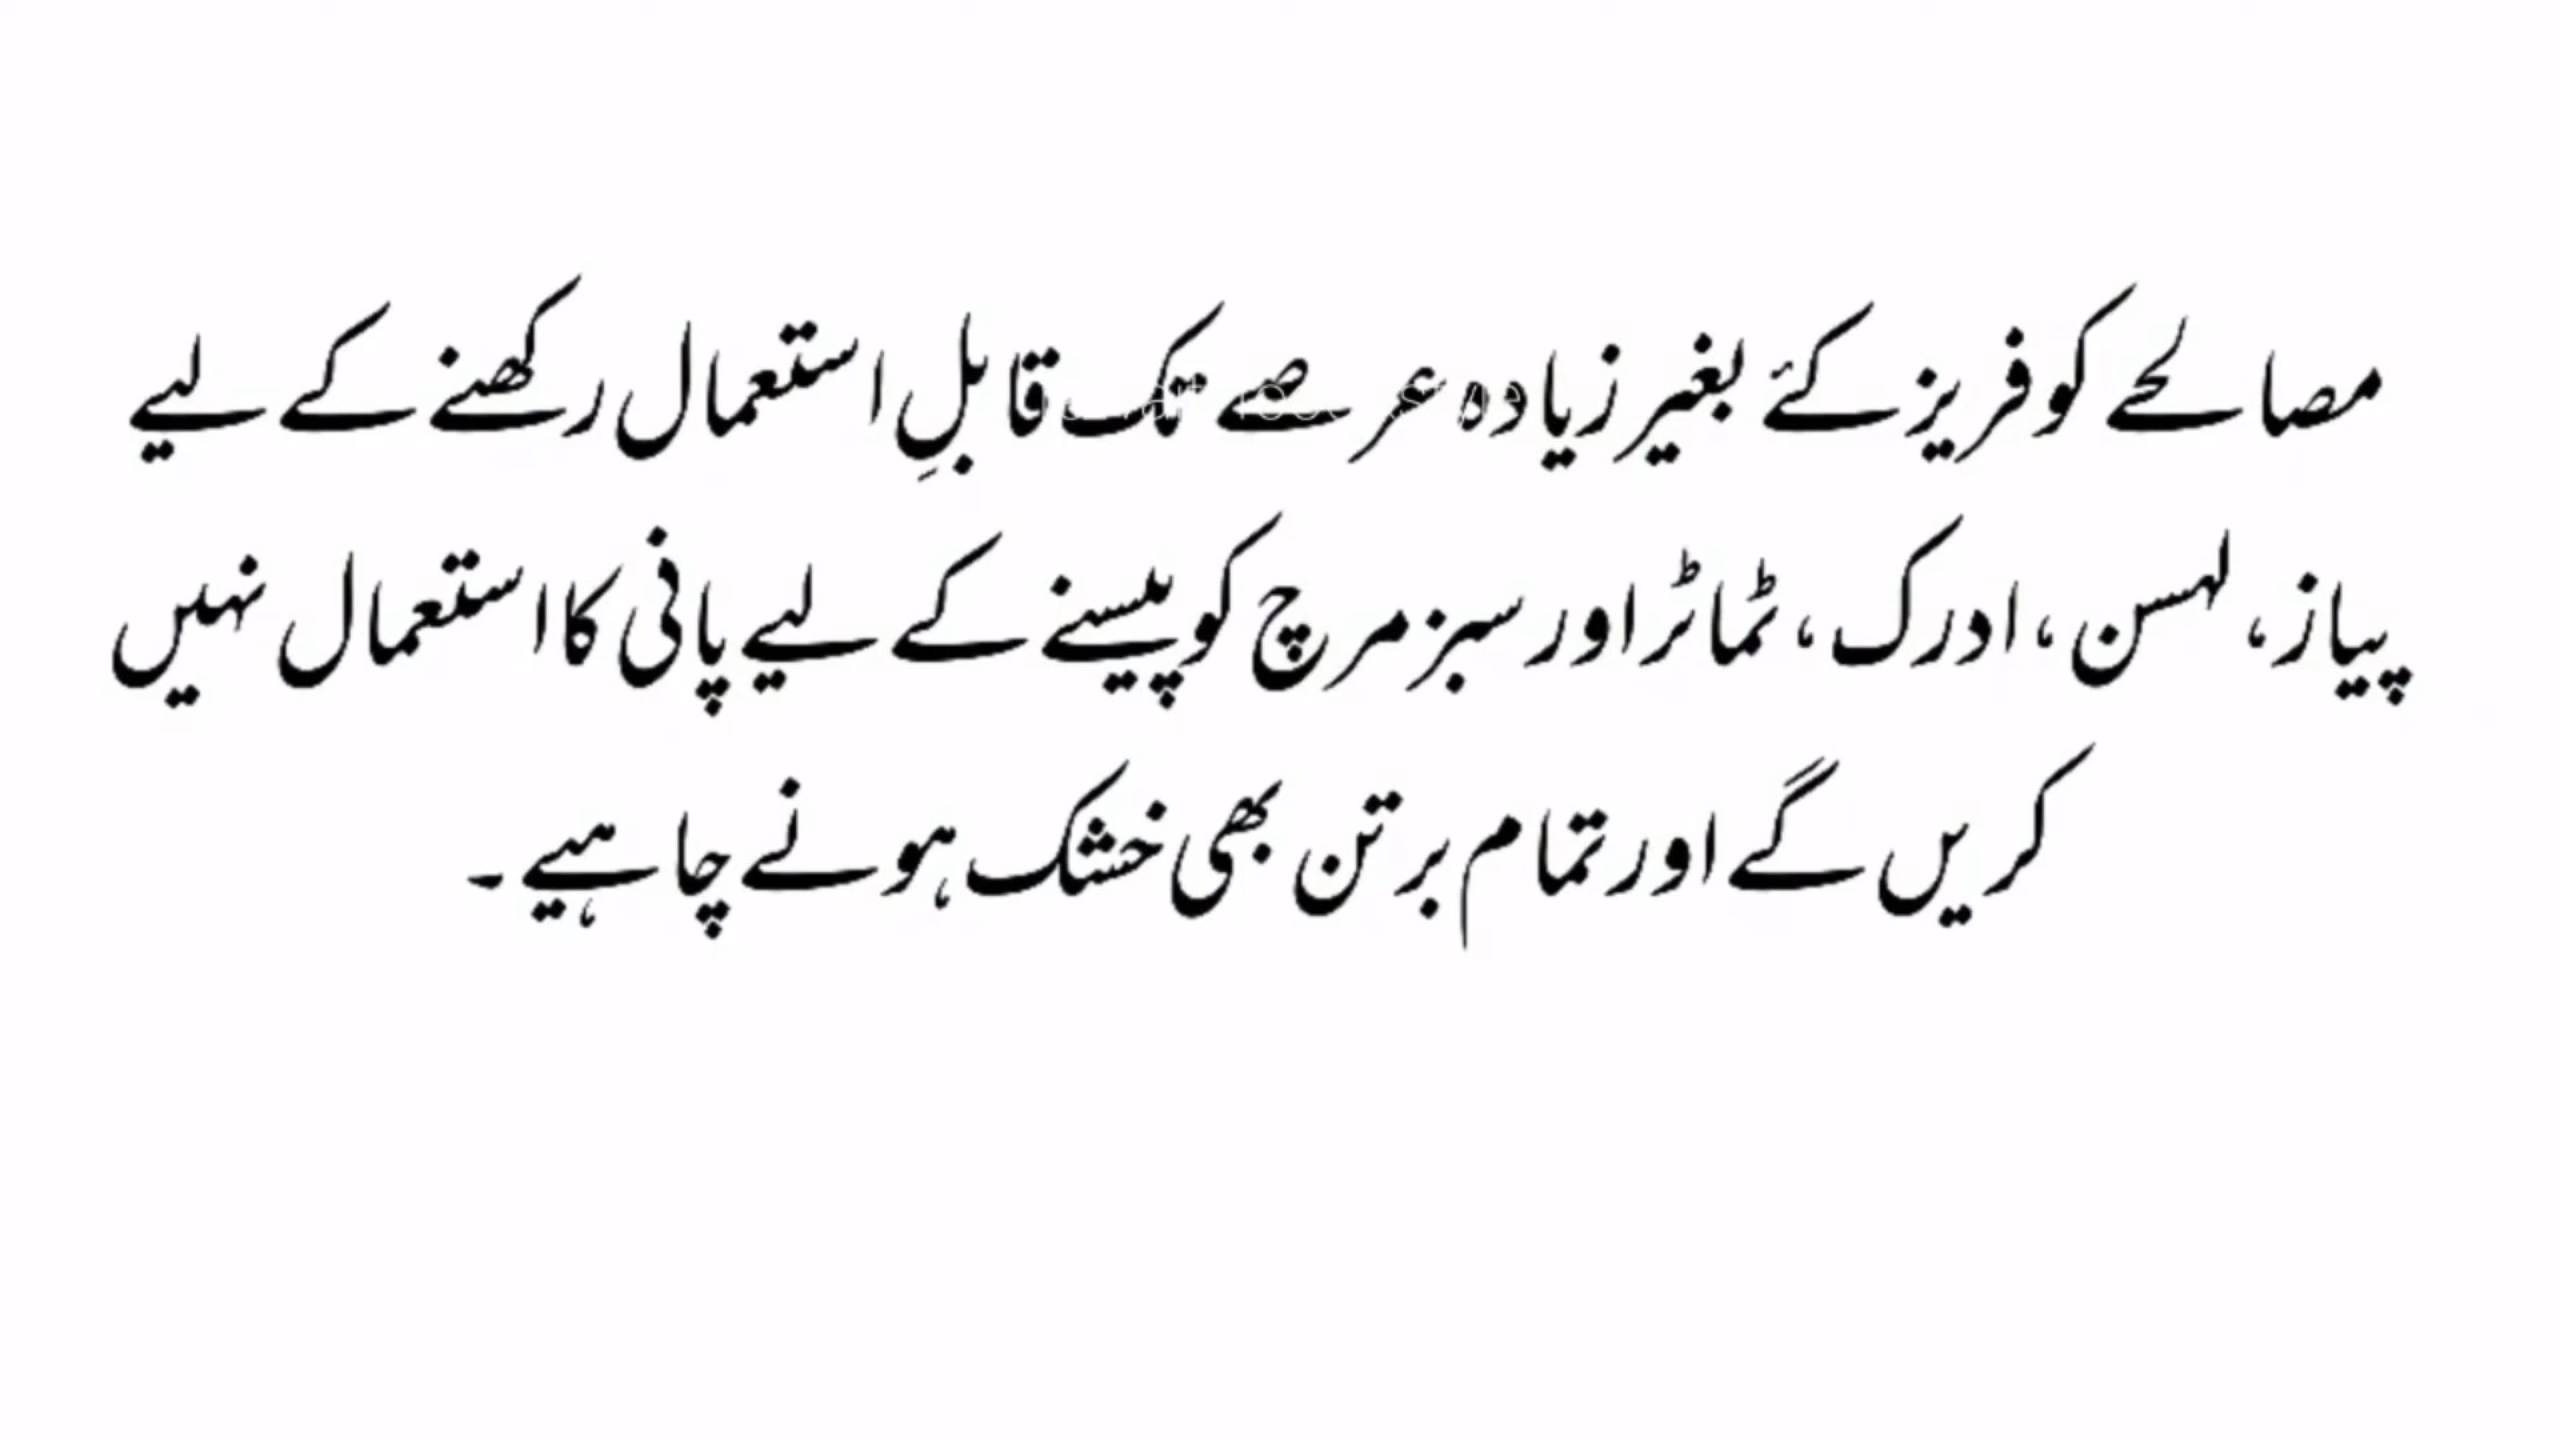 مصالحے کو فریز کئے بغیر زیادہ عرصے تک قابلِ استعمال رکھنے کے لیے
پیاز، لہسن، ادرک، ٹماٹر اور سبز مرچ کو پیسنے کے لیے پانی کا استعمال نہیں
کریں گے اور تمام برتن بھی خشک ہونے چاہیے۔